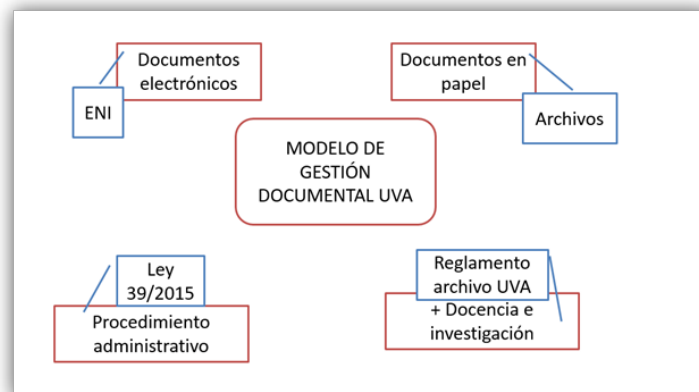 Documentos
electrónicos
ENI
Documentos en
papel
Archivos
MODELO DE
GESTIÓN
DOCUMENTAL UVA
Ley
39/2015
Procedimiento
administrativo
Reglamento
archivo UVA
+ Docencia e
investigación